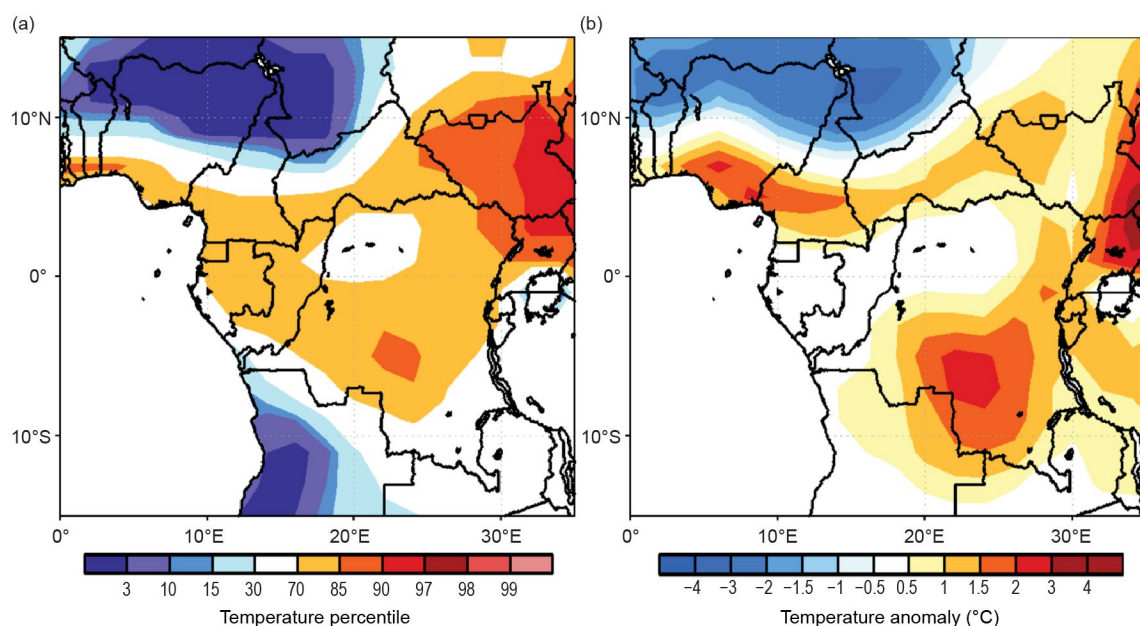 (a) (b)
10°N 10°N
0° 0°
10°S 10°S
0° 10°E 20°E 30°E 0° 10°E 20°E 30°E
3 10 15 30 70 85 90 97 98 99 −4 −3 −2 −1.5 −1 −0.5 0.5 1 1.5 2 3 4
Temperature percentile Temperature anomaly (°C)